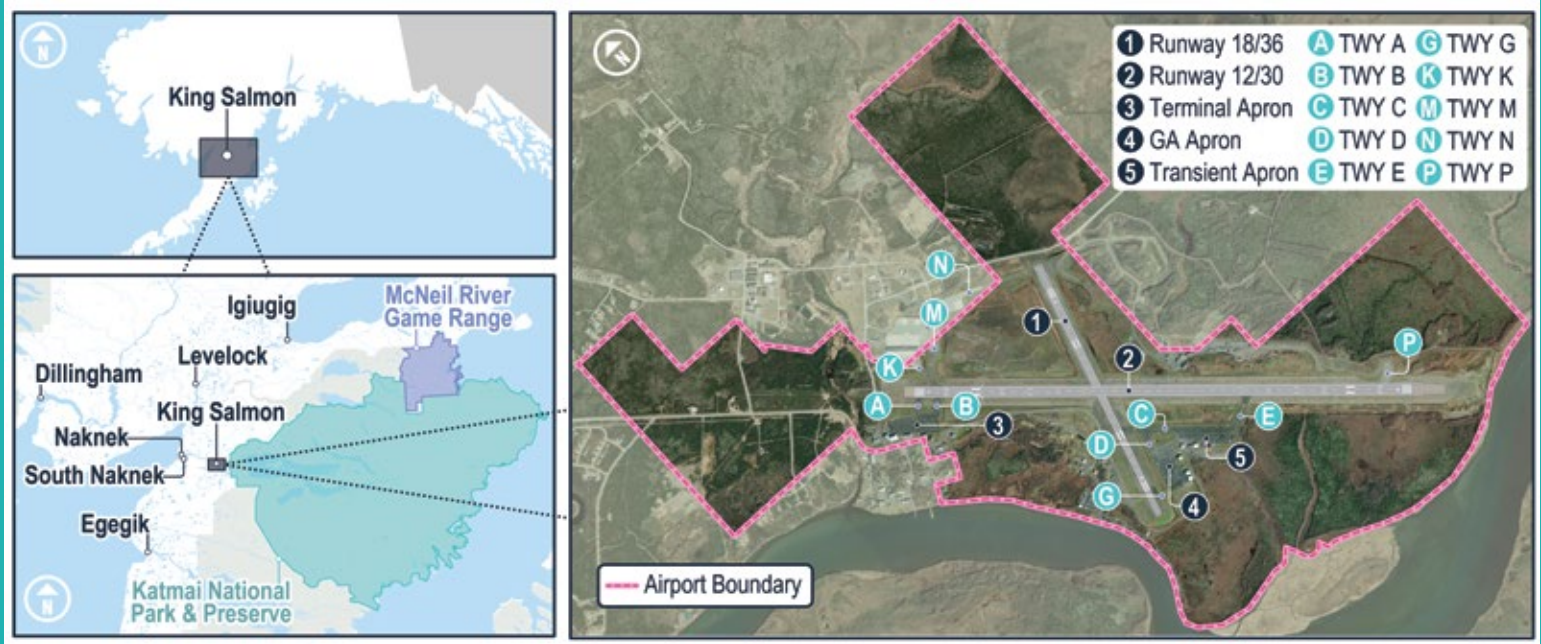 N
King Salmon
N
Igiugig
McNeil River
Game Range
Levelock
Dillingham
King Salmon
Naknek
South Naknek
Egegik
Katmai National
Park & Preserve
N
1 Runway 18/36 A TWY A G TWY G
2 Runway 12/30 B TWY B K TWY K
3 Terminal Apron C TWY C M TWY M
4 GA Apron D TWY D N TWY N
5 Transient Apron E TWY E P TWY P
N
M
1
2
P
K
A
B
3
C
E
D
5
G
4
Airport Boundary